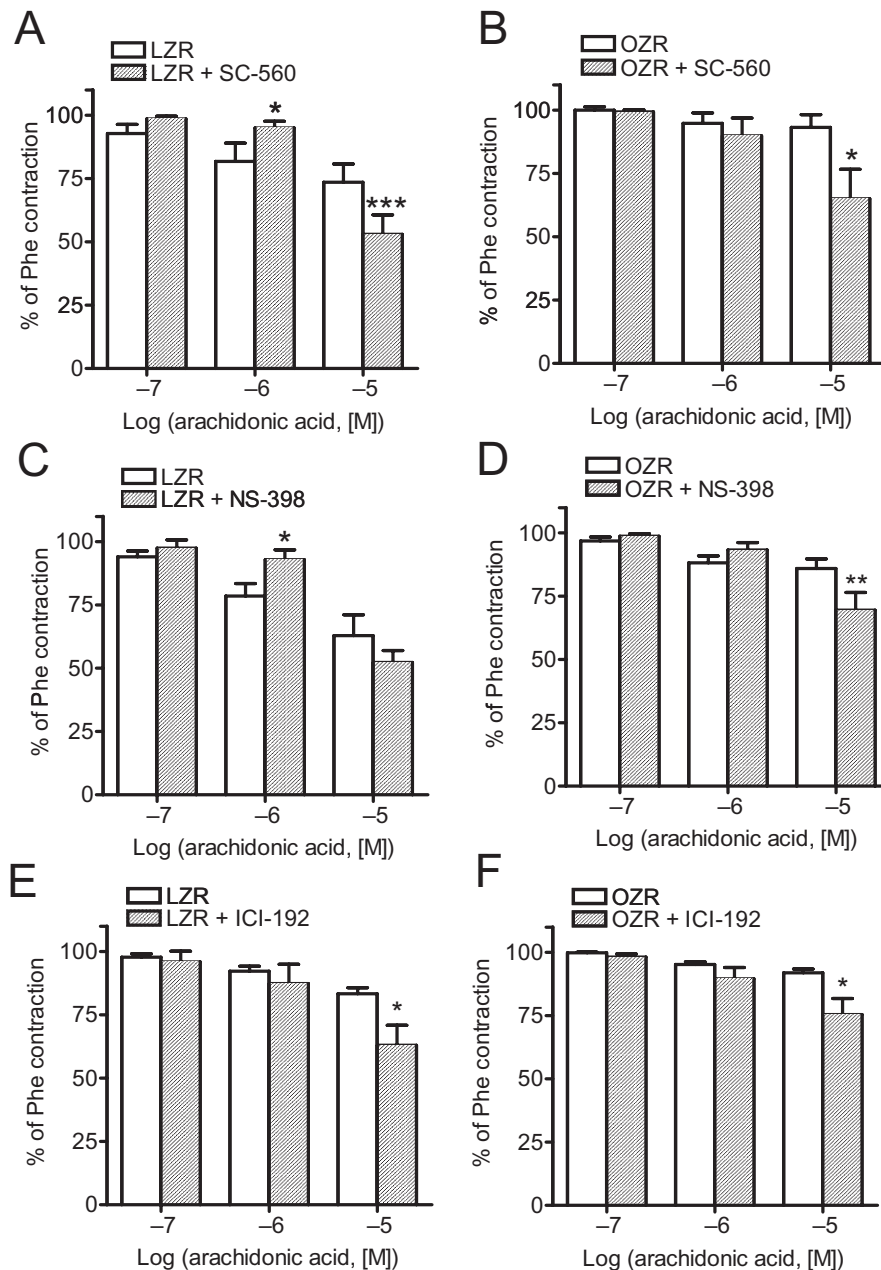 A
LZR
LZR + SC-560
% of Phe contraction
100
75
50
25
0
*
***
–7
–6
–5
Log (arachidonic acid, [M])
B
OZR
OZR + SC-560
% of Phe contraction
100
75
50
25
0
*
–7
–6
–5
Log (arachidonic acid, [M])
C
LZR
LZR + NS-398
% of Phe contraction
100
75
50
25
0
*
–7
–6
–5
Log (arachidonic acid, [M])
D
OZR
OZR + NS-398
% of Phe contraction
100
75
50
25
0
**
–7
–6
–5
Log (arachidonic acid, [M])
E
LZR
LZR + ICI-192
% of Phe contraction
100
75
50
25
0
*
–7
–6
–5
Log (arachidonic acid, [M])
F
OZR
OZR + ICI-192
% of Phe contraction
100
75
50
25
0
*
–7
–6
–5
Log (arachidonic acid, [M])